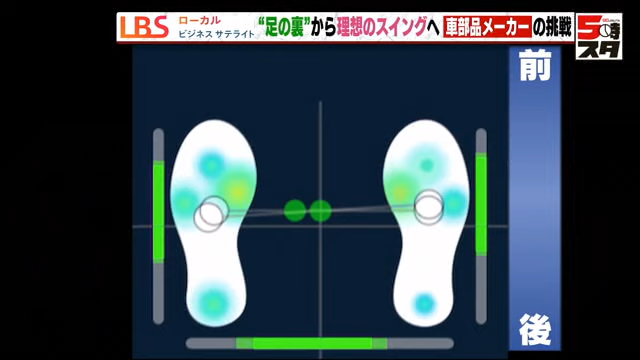 LBS
ローカル
ビジネス サテライト
“足の裏”から理想のスイングへ 車部品メーカーの挑戦
5時スタ
前
後